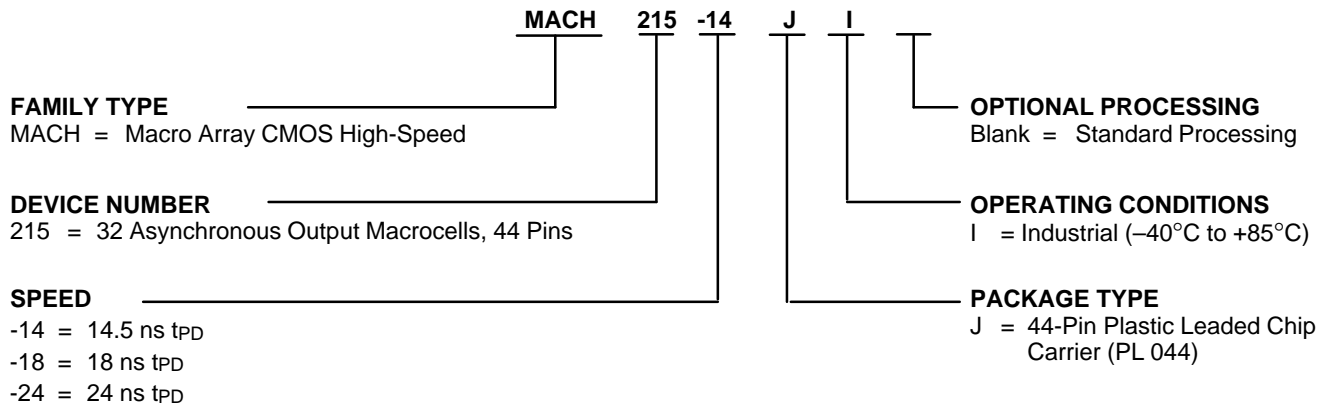 MACH 215 -14 J I
FAMILY TYPE
MACH = Macro Array CMOS High-Speed
DEVICE NUMBER
215 = 32 Asynchronous Output Macrocells, 44 Pins
SPEED
-14 = 14.5 ns tPD
-18 = 18 ns tPD
-24 = 24 ns tPD
OPTIONAL PROCESSING
Blank = Standard Processing
OPERATING CONDITIONS
I = Industrial (–40°C to +85°C)
PACKAGE TYPE
J = 44-Pin Plastic Leaded Chip
Carrier (PL 044)